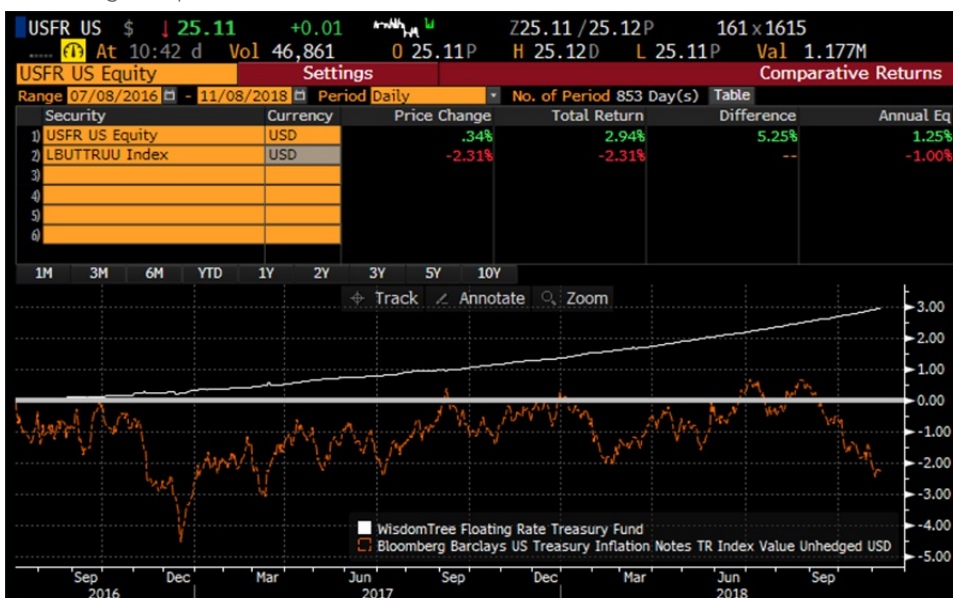 USFR US $ ↓ 25.11 +0.01 Z25.11 / 25.12P 161 x 1615
At 10:42 d Vol 46,861 O 25.11P H 25.12D L 25.11P Val 1.177M
USFR US Equity Settings Comparative Returns
Range 07/08/2016 - 11/08/2018 Period Daily No. of Period 853 Day(s) Table
Security Currency Price Change Total Return Difference Annual Eq
1) USFR US Equity USD .34% 2.94% 5.25% 1.25%
2) LBUTTRUU Index USD -2.31% -2.31% -- -1.00%
3)
4)
5)
6)
1M 3M 6M YTD 1Y 2Y 3Y 5Y 10Y
Track Annotate Zoom
3.00
2.00
1.00
0.00
-1.00
-2.00
-3.00
-4.00
-5.00
WisdomTree Floating Rate Treasury Fund
Bloomberg Barclays US Treasury Inflation Notes TR Index Value Unhedged USD
Sep Dec Mar Jun Sep Dec Mar Jun Sep
2016 2017 2018